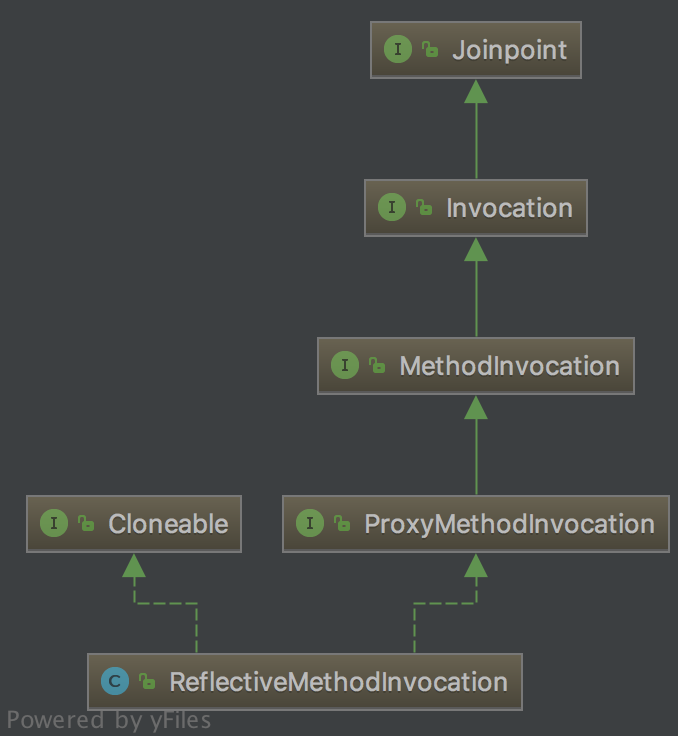 Joinpoint
Invocation
MethodInvocation
Cloneable
ProxyMethodInvocation
ReflectiveMethodInvocation
Powered by yFiles